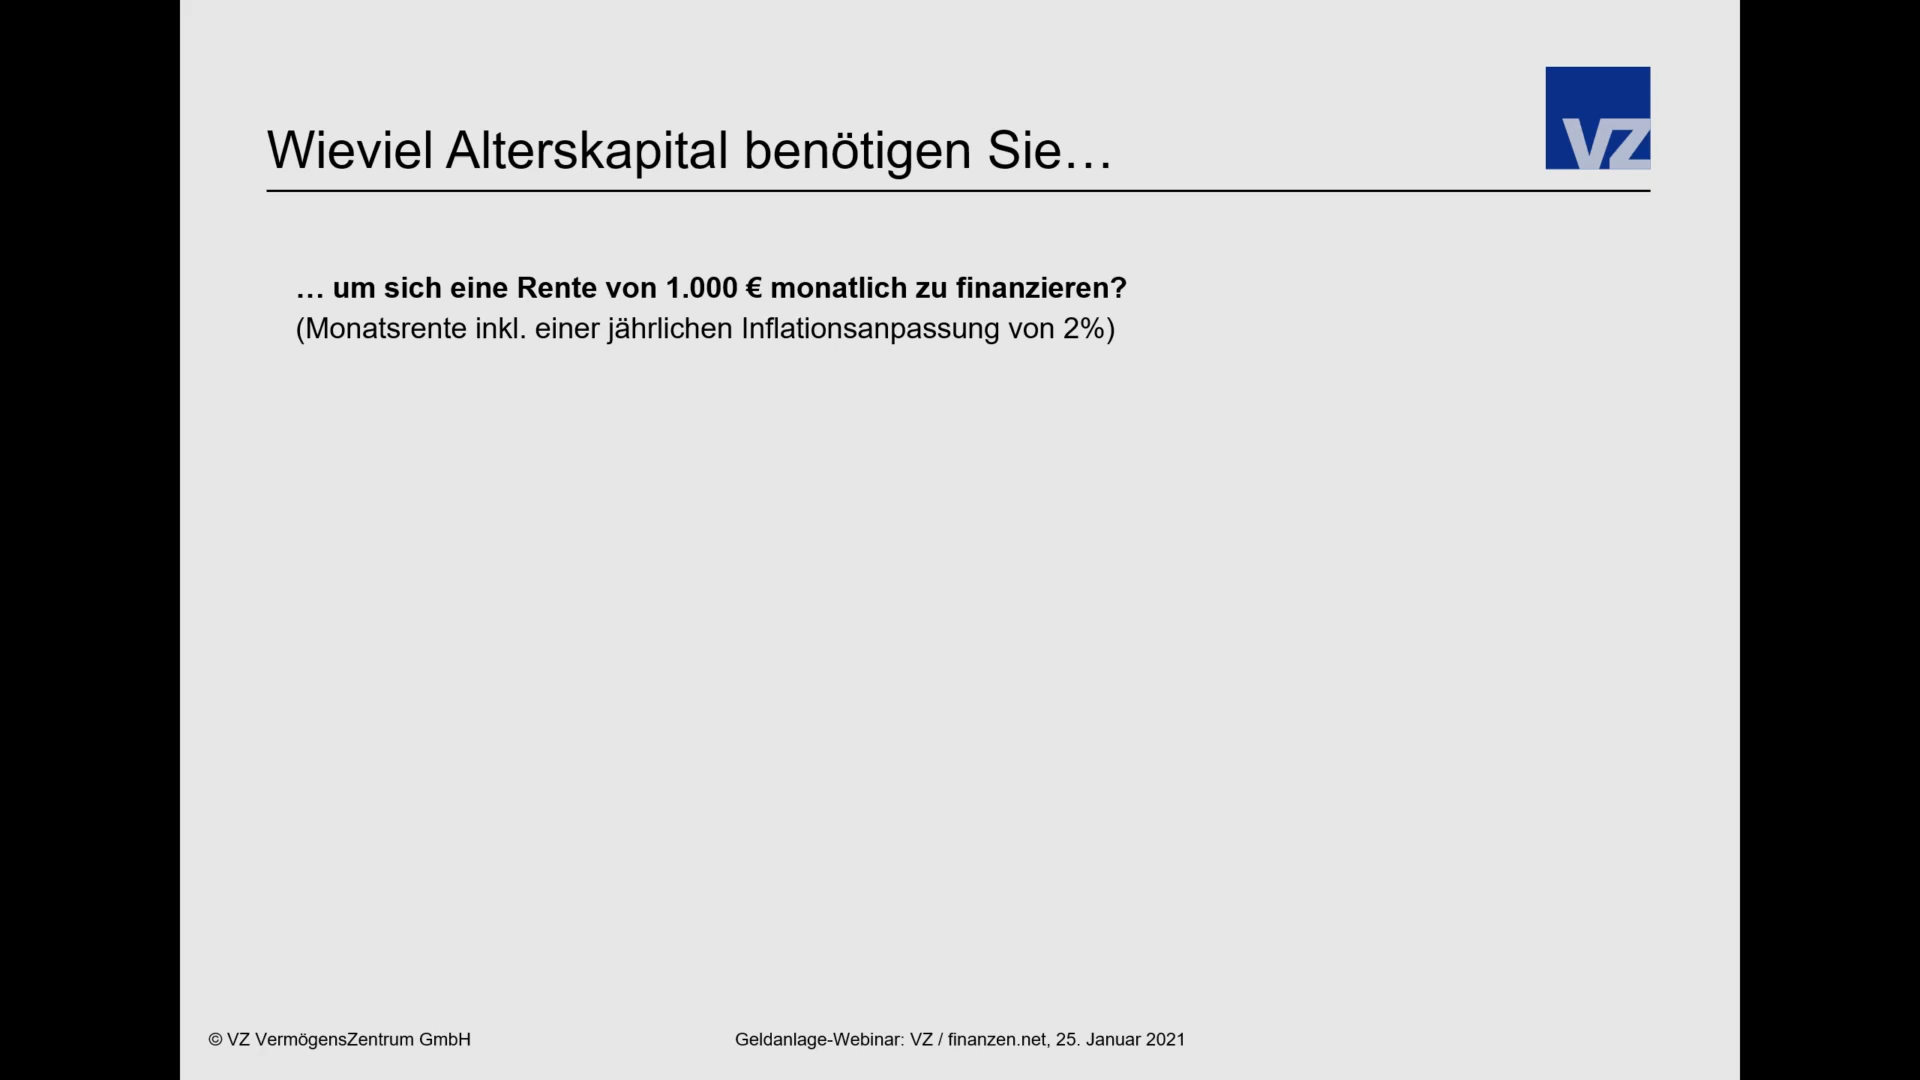 VZ
Wieviel Alterskapital benötigen Sie…
… um sich eine Rente von 1.000 € monatlich zu finanzieren?
(Monatsrente inkl. einer jährlichen Inflationsanpassung von 2%)
© VZ VermögensZentrum GmbH
Geldanlage-Webinar: VZ / finanzen.net, 25. Januar 2021